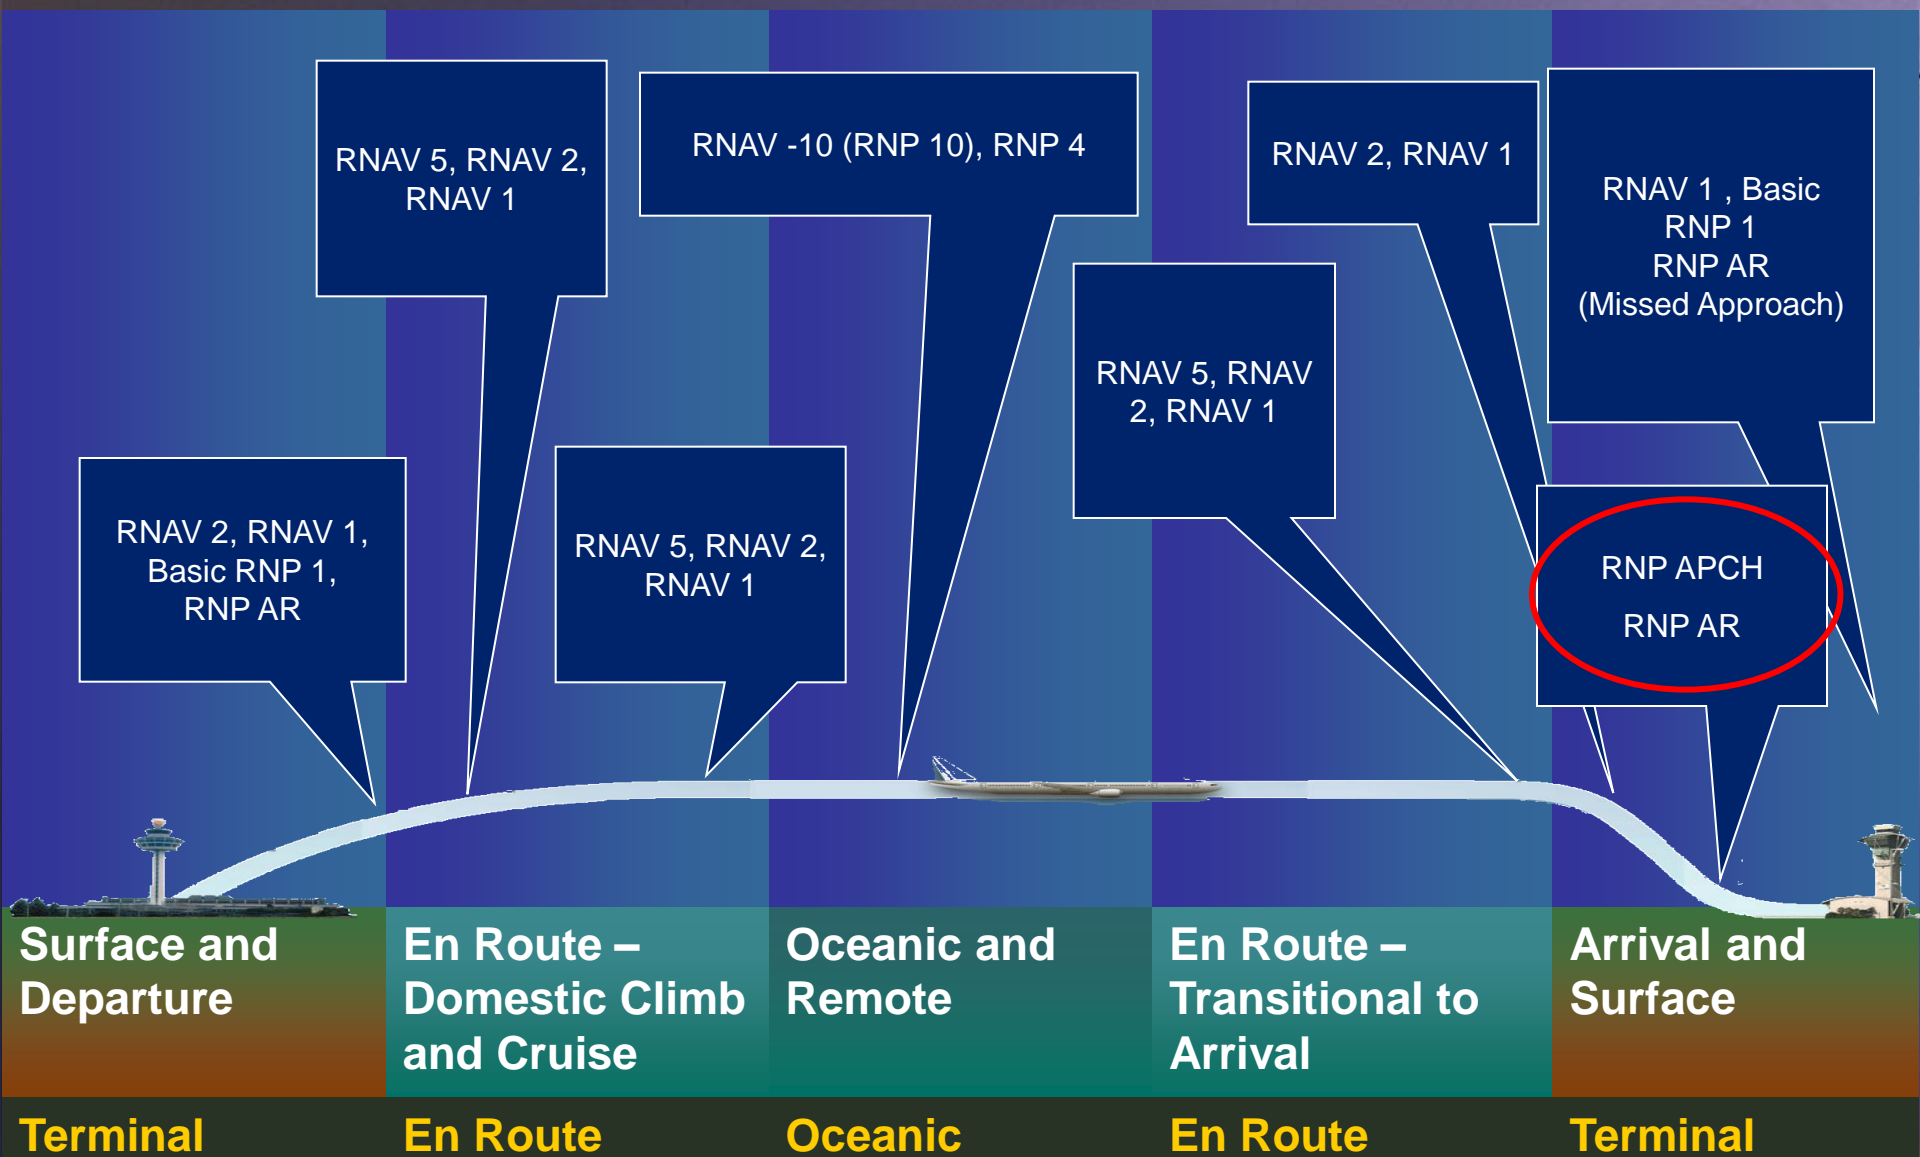 RNAV 5, RNAV 2,
RNAV 1
RNAV -10 (RNP 10), RNP 4
RNAV 2, RNAV 1
RNAV 1 , Basic
RNP 1
RNP AR
(Missed Approach)
RNAV 5, RNAV
2, RNAV 1
RNAV 2, RNAV 1,
Basic RNP 1,
RNP AR
RNAV 5, RNAV 2,
RNAV 1
RNP APCH
RNP AR
Surface and
Departure
En Route –
Domestic Climb
and Cruise
Oceanic and
Remote
En Route –
Transitional to
Arrival
Arrival and
Surface
Terminal
En Route
Oceanic
En Route
Terminal